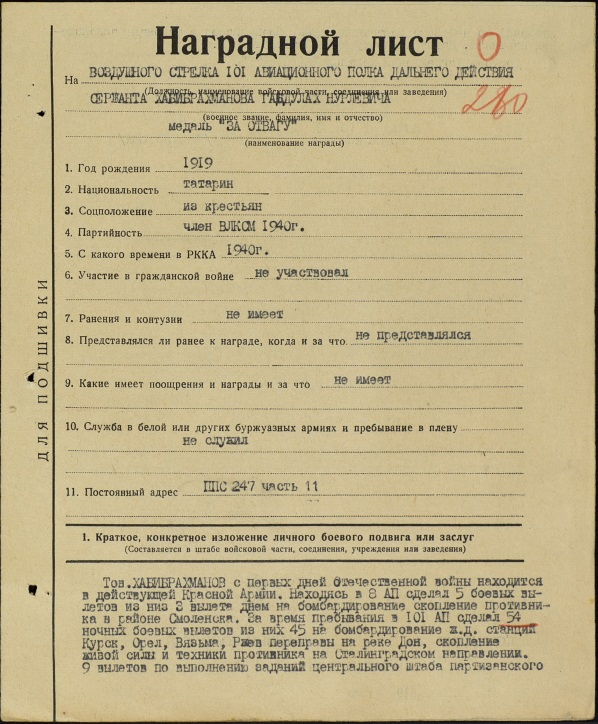 Наградной лист
0
На ВОЗДУШНОГО СТРЕЛКА 101 АВИАЦИОННОГО ПОЛКА ДАЛЬНЕГО ДЕЙСТВИЯ
(Должность, наименование войсковой части, соединения или заведения)
СЕРЖАНТА ХАБИБРАХМАНОВА ГАБДУЛАХ НУРЛЕВИЧА
(военное звание, фамилия, имя и отчество)
медаль "ЗА ОТВАГУ"
(наименование награды)
1. Год рождения 1919
2. Национальность татарин
3. Соцположение из крестьян
4. Партийность член ВЛКСМ 1940г.
5. С какого времени в РККА 1940г.
6. Участие в гражданской войне не участвовал
7. Ранения и контузии не имеет
8. Представлялся ли ранее к награде, когда и за что не представлялся
9. Какие имеет поощрения и награды и за что не имеет
10. Служба в белой или других буржуазных армиях и пребывание в плену
не служил
11. Постоянный адрес ППС 247 часть 11
ДЛЯ ПОДШИВКИ
1. Краткое, конкретное изложение личного боевого подвига или заслуг
(Составляется в штабе войсковой части, соединения, учреждения или заведения)
Тов. ХАБИБРАХМАНОВ с первых дней Отечественной войны находится
в действующей Красной Армии. Находясь в 8 АП сделал 5 боевых вы-
летов из низ 3 вылета днем на бомбардирование скопление противни-
ка в районе Смоленска. За время пребывания в 101 АП сделал 54
ночных боевых вылетов из них 45 на бомбардирование ж.д. станций
Курск, Орел, Вязьма, Ржев переправы на реке Дон, скопление
живой силы и техники противника на Сталинградском направлении.
9 вылетов по выполнению заданий центрального штаба партизанского